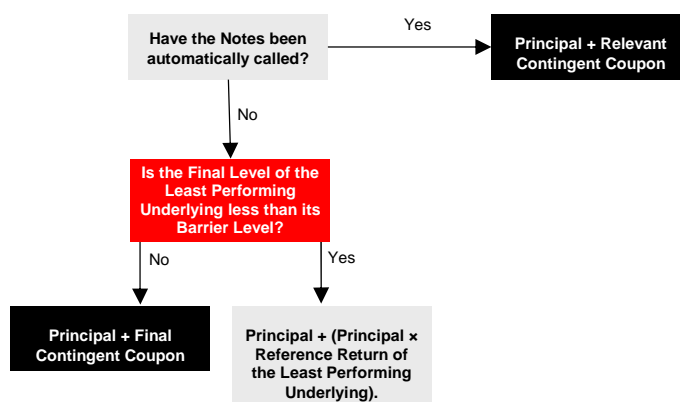 Have the Notes been
automatically called?
Yes
Principal + Relevant
Contingent Coupon
No
Is the Final Level of the
Least Performing
Underlying less than its
Barrier Level?
No
Yes
Principal + Final
Contingent Coupon
Principal + (Principal ×
Reference Return of
the Least Performing
Underlying).